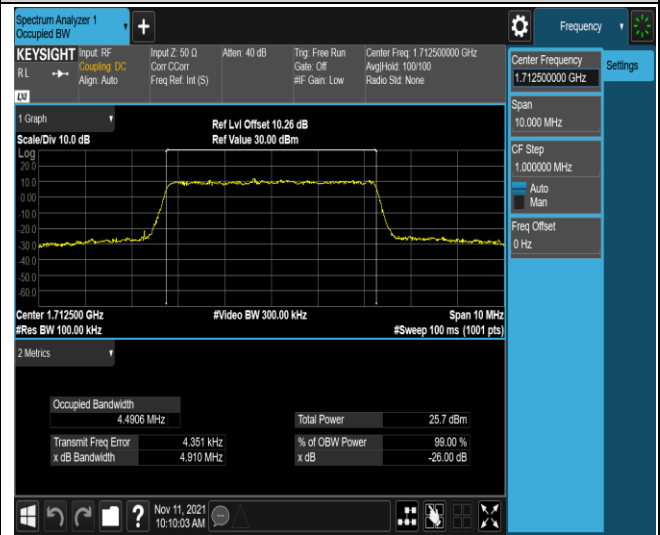 Spectrum Analyzer 1
Occupied BW
+
Frequency
KEYSIGHT
Input: RF
Input Z: 50 Ω
Atten: 40 dB
Trig: Free Run
Center Freq: 1.712500000 GHz
RL
Coupling: DC
Corr CCorr
Gate: Off
Avg|Hold: 100/100
Align: Auto
Freq Ref: Int (S)
#IF Gain: Low
Radio Std: None
LXI
Center Frequency
1.712500000 GHz
Settings
Span
10.000 MHz
CF Step
1.000000 MHz
Auto
Man
Freq Offset
0 Hz
1 Graph
Ref Lvl Offset 10.26 dB
Scale/Div 10.0 dB
Ref Value 30.00 dBm
Log
20.0
10.0
0.00
-10.0
-20.0
-30.0
-40.0
-50.0
-60.0
Center 1.712500 GHz
#Video BW 300.00 kHz
Span 10 MHz
#Res BW 100.00 kHz
#Sweep 100 ms (1001 pts)
2 Metrics
Occupied Bandwidth
4.4906 MHz
Total Power 25.7 dBm
Transmit Freq Error 4.351 kHz
% of OBW Power 99.00 %
x dB Bandwidth 4.910 MHz
x dB -26.00 dB
?
Nov 11, 2021
10:10:03 AM